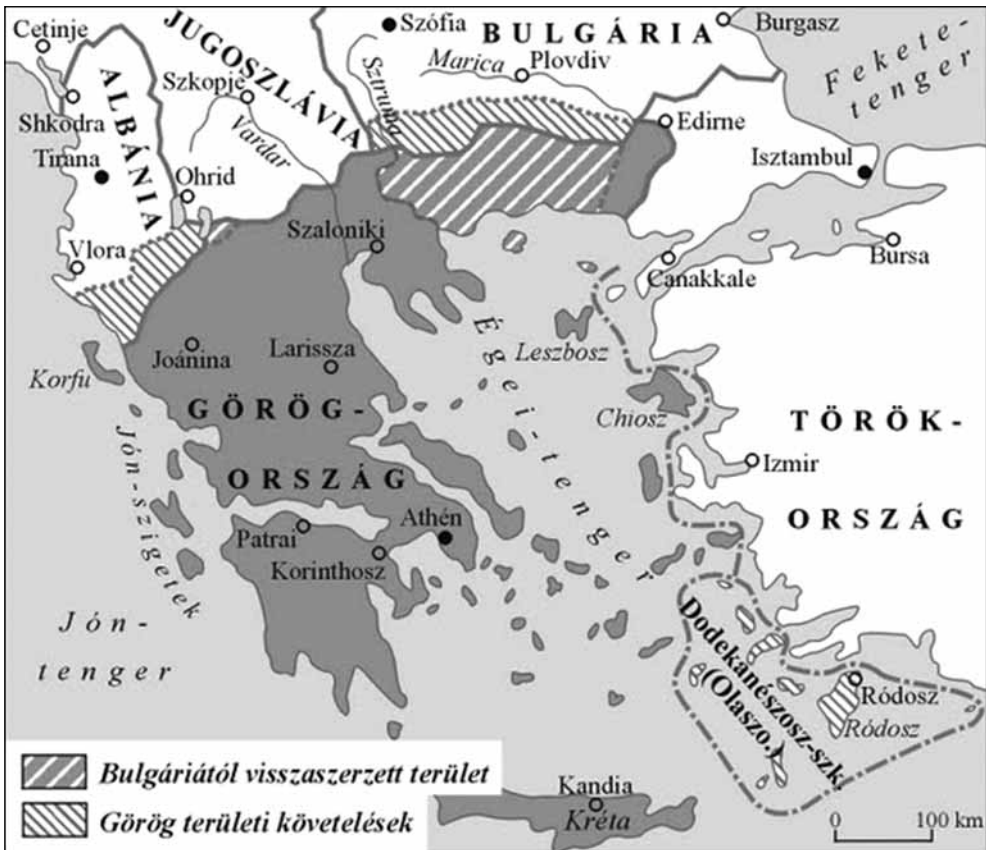 Cetinje
JUGOSZLÁVIA
Szófia
BULGÁRIA
Burgasz
Marica
Plovdiv
Fekete-
tenger
Szkopje
Sztruma
Shkodra
ALBÁNIA
Vardar
Edirne
Tirana
Isztambul
Ohrid
Vlora
Szaloniki
Canakkale
Bursa
Égei-tenger
Joánina
Larissza
Leszbosz
Korfu
GÖRÖG-
ORSZÁG
Chiosz
TÖRÖK-
ORSZÁG
Izmir
Jón-szigetek
Patrai
Athén
Korinthosz
Jón-
tenger
Dodekanészosz-szk.
(Olaszo.)
Ródosz
Ródosz
Kandia
Kréta
Bulgáriától visszaszerzett terület
Görög területi követelések
0 100 km